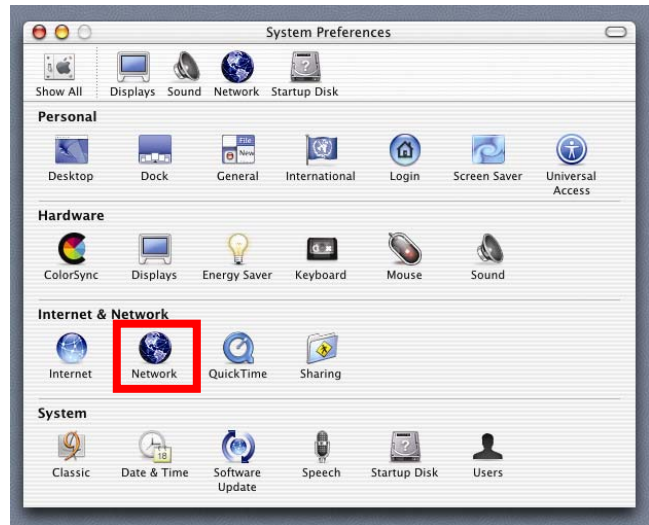 System Preferences
Show All Displays Sound Network Startup Disk
Personal
Desktop Dock General International Login Screen Saver Universal Access
Hardware
ColorSync Displays Energy Saver Keyboard Mouse Sound
Internet & Network
Internet Network QuickTime Sharing
System
Classic Date & Time Software Update Speech Startup Disk Users